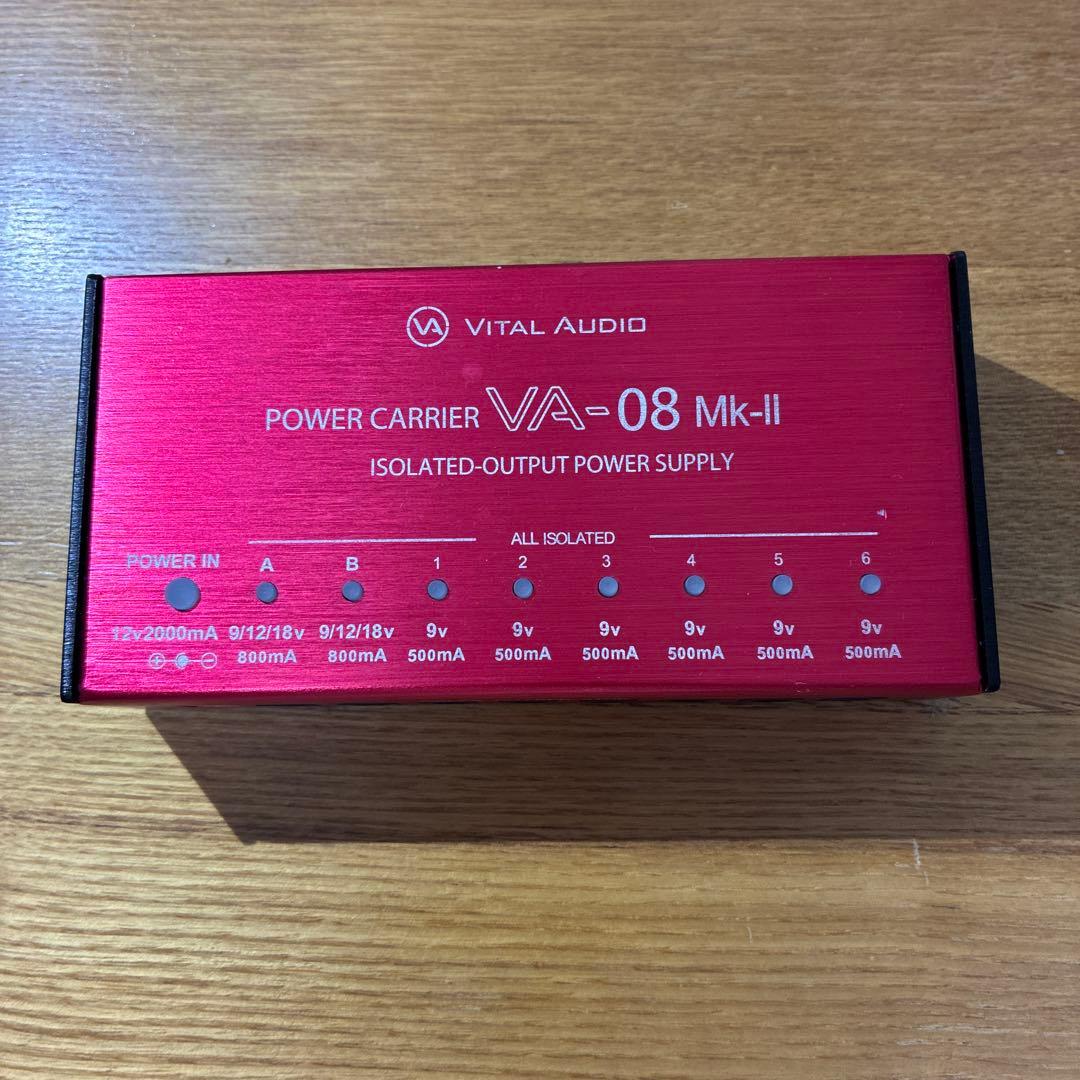 VA VITAL AUDIO
POWER CARRIER VA-08 Mk-II
ISOLATED-OUTPUT POWER SUPPLY
ALL ISOLATED
POWER IN A B 1 2 3 4 5 6
12v2000mA 9/12/18v 9/12/18v 9v 9v 9v 9v 9v 9v
800mA 800mA 500mA 500mA 500mA 500mA 500mA 500mA